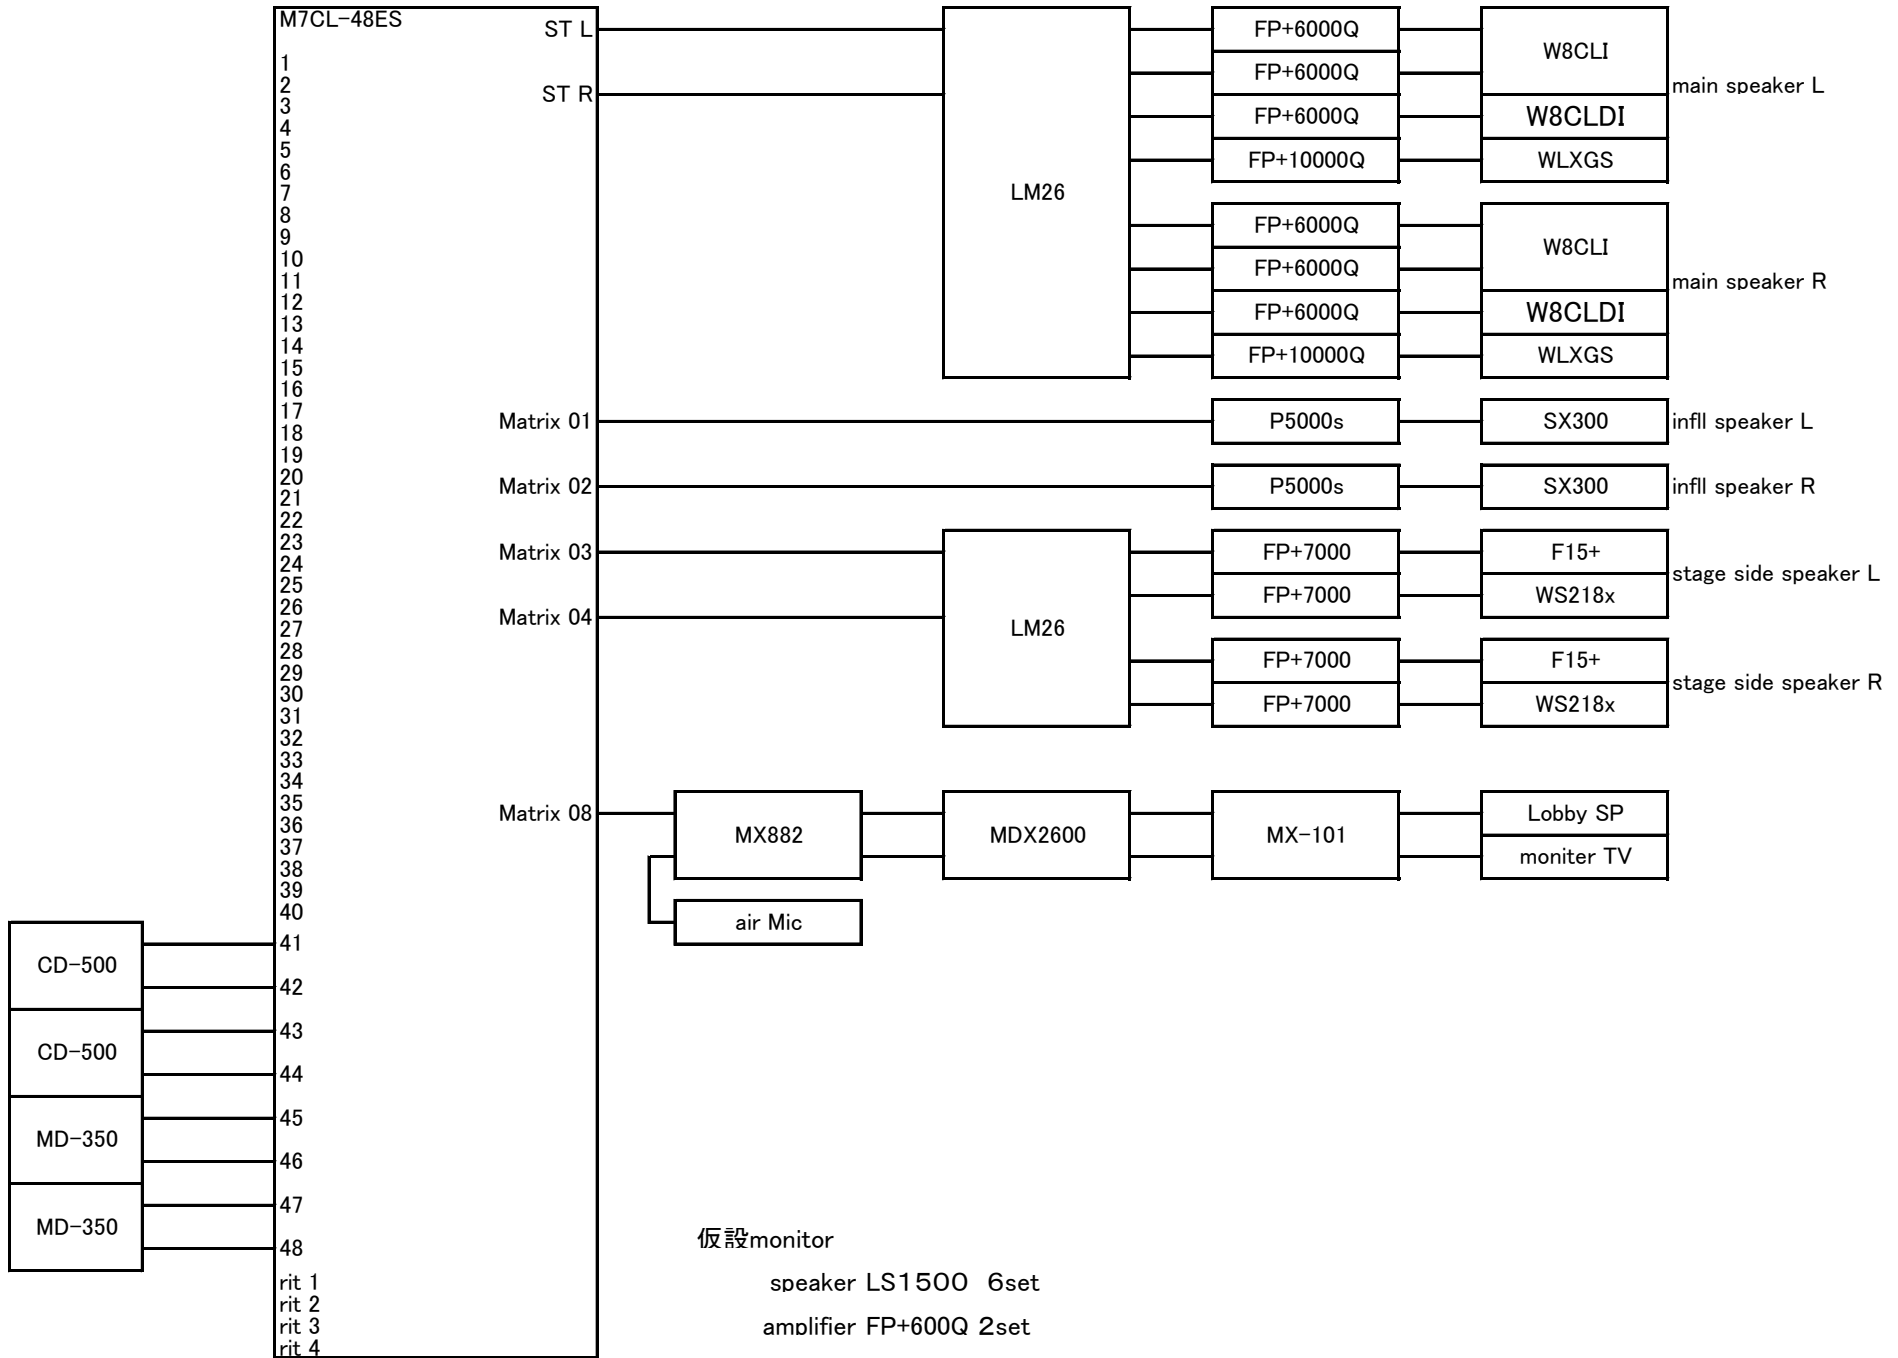 M7CL-48ES
ST L
ST R
1
2
3
4
5
6
7
8
9
10
11
12
13
14
15
16
17
18
19
20
21
22
23
24
25
26
27
28
29
30
31
32
33
34
35
36
37
38
39
40
41
42
43
44
45
46
47
48
rit 1
rit 2
rit 3
rit 4
CD-500
CD-500
MD-350
MD-350
Matrix 01
Matrix 02
Matrix 03
Matrix 04
Matrix 08
LM26
FP+6000Q
FP+6000Q
FP+6000Q
FP+10000Q
W8CLI
W8CLDI
WLXGS
main speaker L
FP+6000Q
FP+6000Q
FP+6000Q
FP+10000Q
W8CLI
W8CLDI
WLXGS
main speaker R
P5000s
SX300
infll speaker L
P5000s
SX300
infll speaker R
LM26
FP+7000
FP+7000
F15+
WS218x
stage side speaker L
FP+7000
FP+7000
F15+
WS218x
stage side speaker R
MX882
MDX2600
MX-101
Lobby SP
moniter TV
air Mic
仮設monitor
speaker LS1500　6set
amplifier FP+600Q 2set